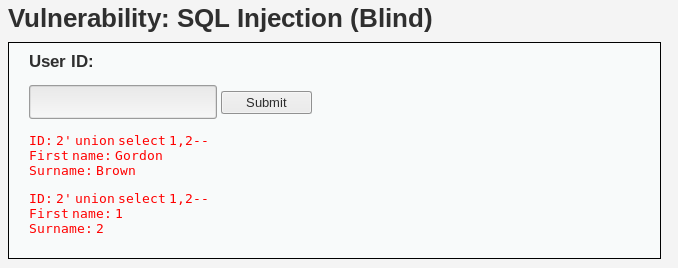 Vulnerability: SQL Injection (Blind)
User ID:
Submit
ID: 2' union select 1,2--
First name: Gordon
Surname: Brown
ID: 2' union select 1,2--
First name: 1
Surname: 2